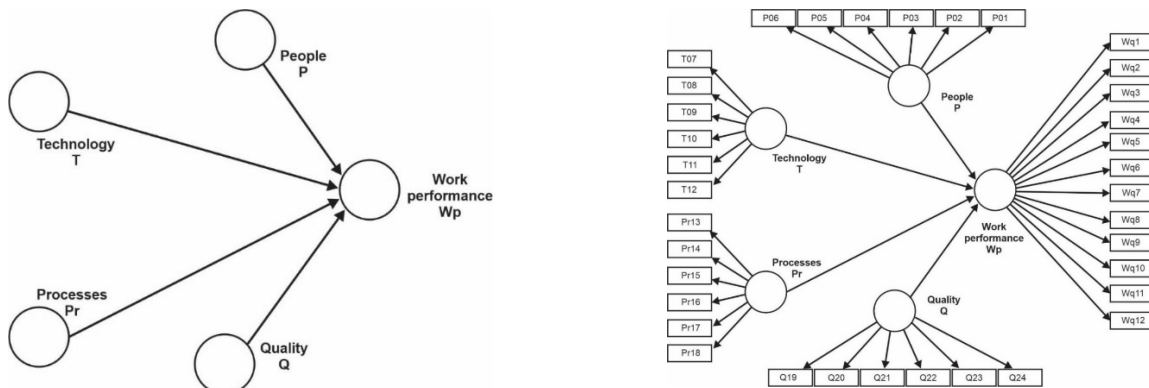 People
P
Technology
T
Work
performance
Wp
Processes
Pr
Quality
Q
P06 P05 P04 P03 P02 P01
People
P
T07
T08
T09
T10
T11
T12
Technology
T
Wq1
Wq2
Wq3
Wq4
Wq5
Wq6
Wq7
Wq8
Wq9
Wq10
Wq11
Wq12
Work
performance
Wp
Pr13
Pr14
Pr15
Pr16
Pr17
Pr18
Processes
Pr
Quality
Q
Q19 Q20 Q21 Q22 Q23 Q24